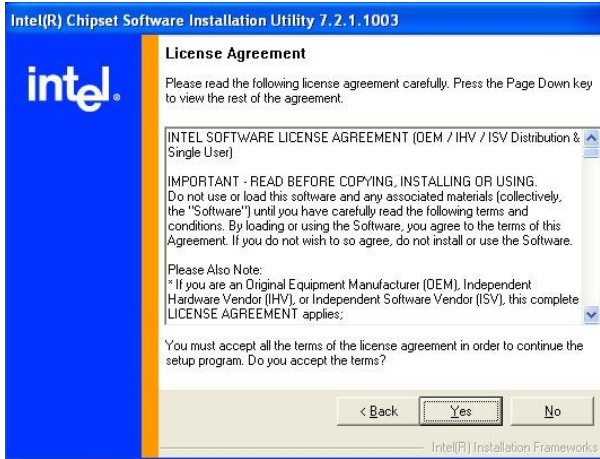 Intel(R) Chipset Software Installation Utility 7.2.1.1003
intel®
License Agreement
Please read the following license agreement carefully. Press the Page Down key
to view the rest of the agreement.
INTEL SOFTWARE LICENSE AGREEMENT (OEM / IHV / ISV Distribution &
Single User)
IMPORTANT - READ BEFORE COPYING, INSTALLING OR USING.
Do not use or load this software and any associated materials (collectively,
the "Software") until you have carefully read the following terms and
conditions. By loading or using the Software, you agree to the terms of this
Agreement. If you do not wish to so agree, do not install or use the Software.
Please Also Note:
* If you are an Original Equipment Manufacturer (OEM), Independent
Hardware Vendor (IHV), or Independent Software Vendor (ISV), this complete
LICENSE AGREEMENT applies;
You must accept all the terms of the license agreement in order to continue the
setup program. Do you accept the terms?
< Back Yes No
Intel(R) Installation Frameworks